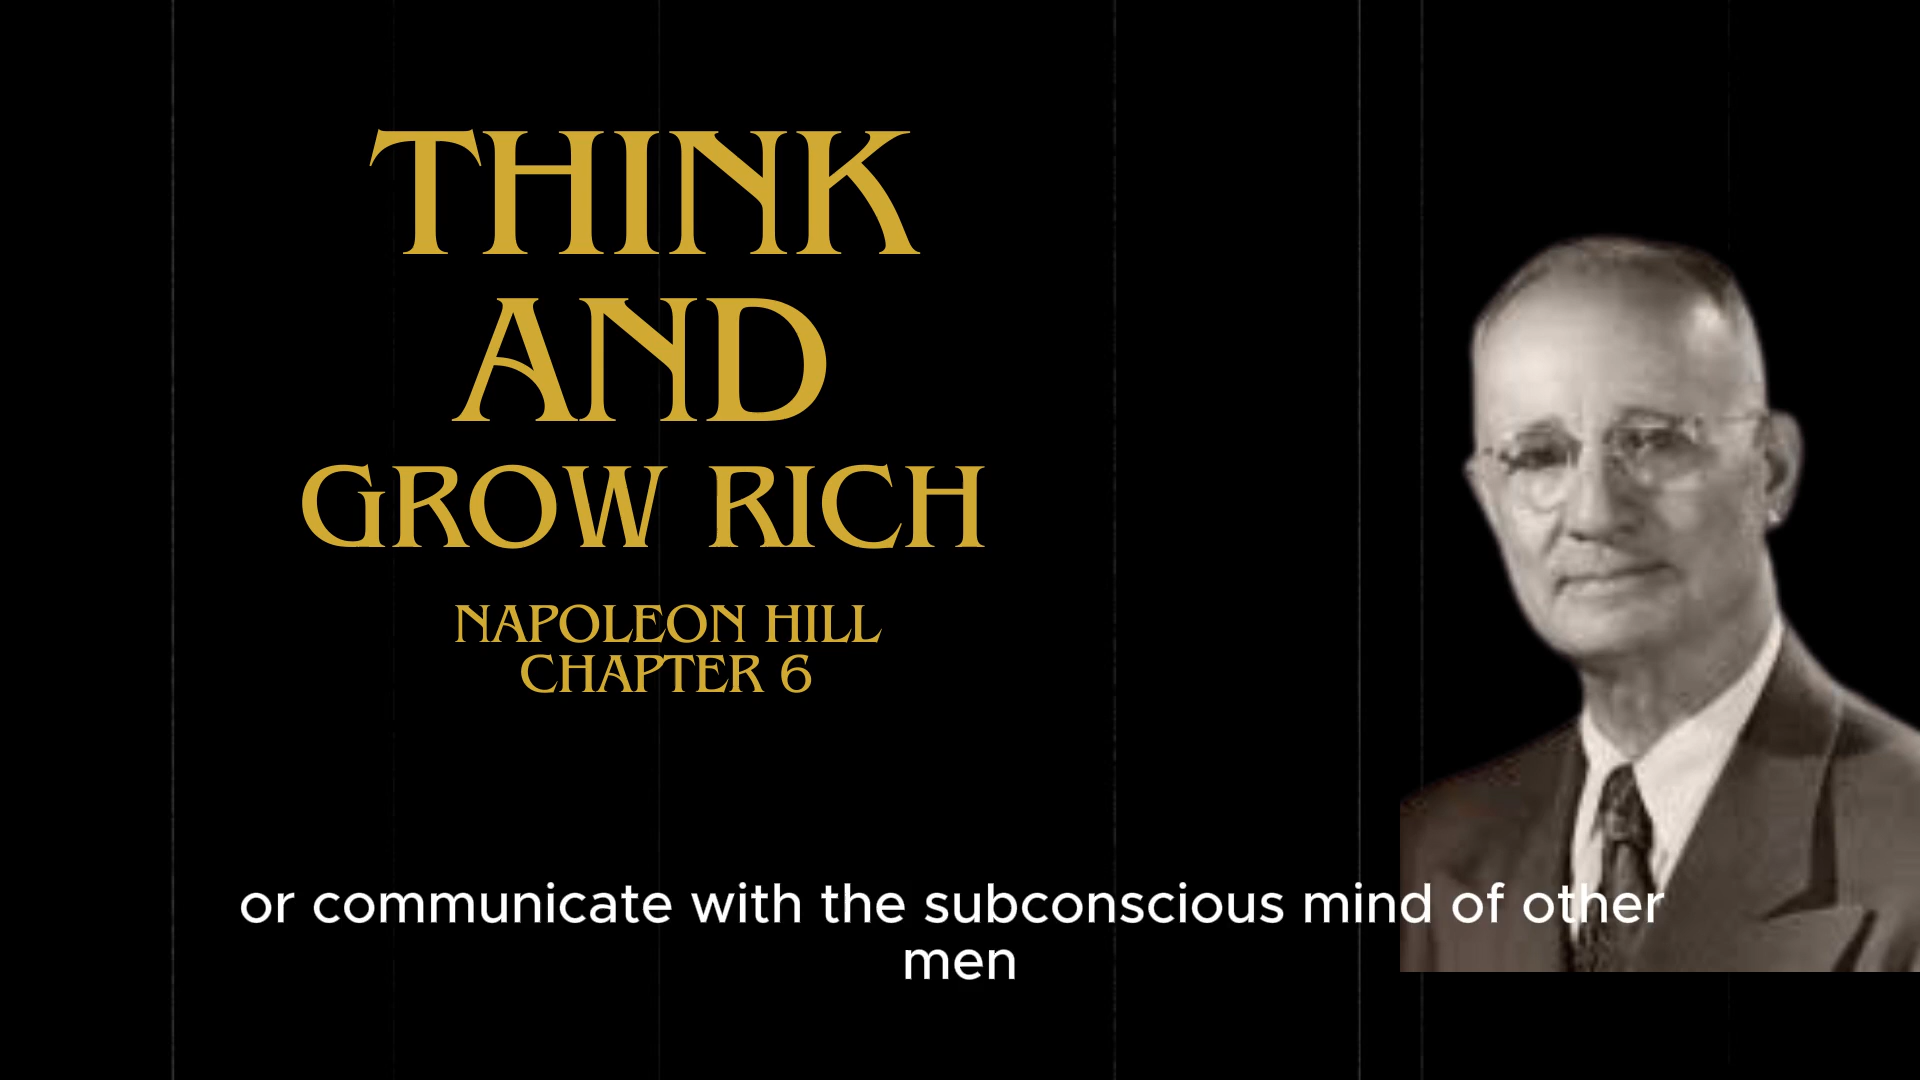 THINK
AND
GROW RICH
NAPOLEON HILL
CHAPTER 6
or communicate with the subconscious mind of other
men